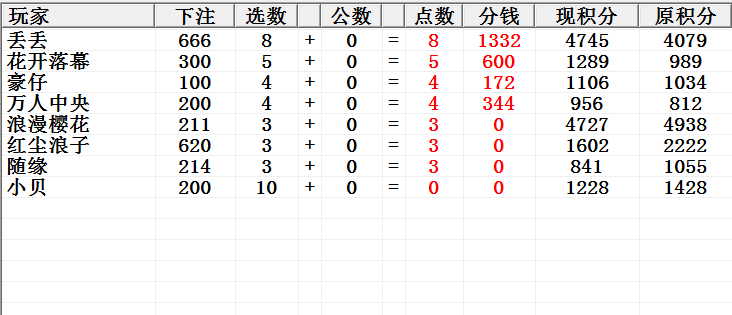 玩家 下注 选数 公数 点数 分钱 现积分 原积分
丢丢 666 8 + 0 = 8 1332 4745 4079
花开落幕 300 5 + 0 = 5 600 1289 989
豪仔 100 4 + 0 = 4 172 1106 1034
万人中央 200 4 + 0 = 4 344 956 812
浪漫樱花 211 3 + 0 = 3 0 4727 4938
红尘浪子 620 3 + 0 = 3 0 1602 2222
随缘 214 3 + 0 = 3 0 841 1055
小贝 200 10 + 0 = 0 0 1228 1428